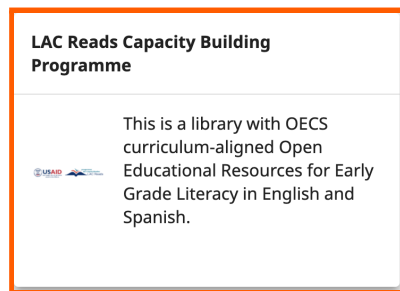 LAC Reads Capacity Building
Programme
This is a library with OECS
curriculum-aligned Open
USAID
Educational Resources for Early
Grade Literacy in English and
Spanish.